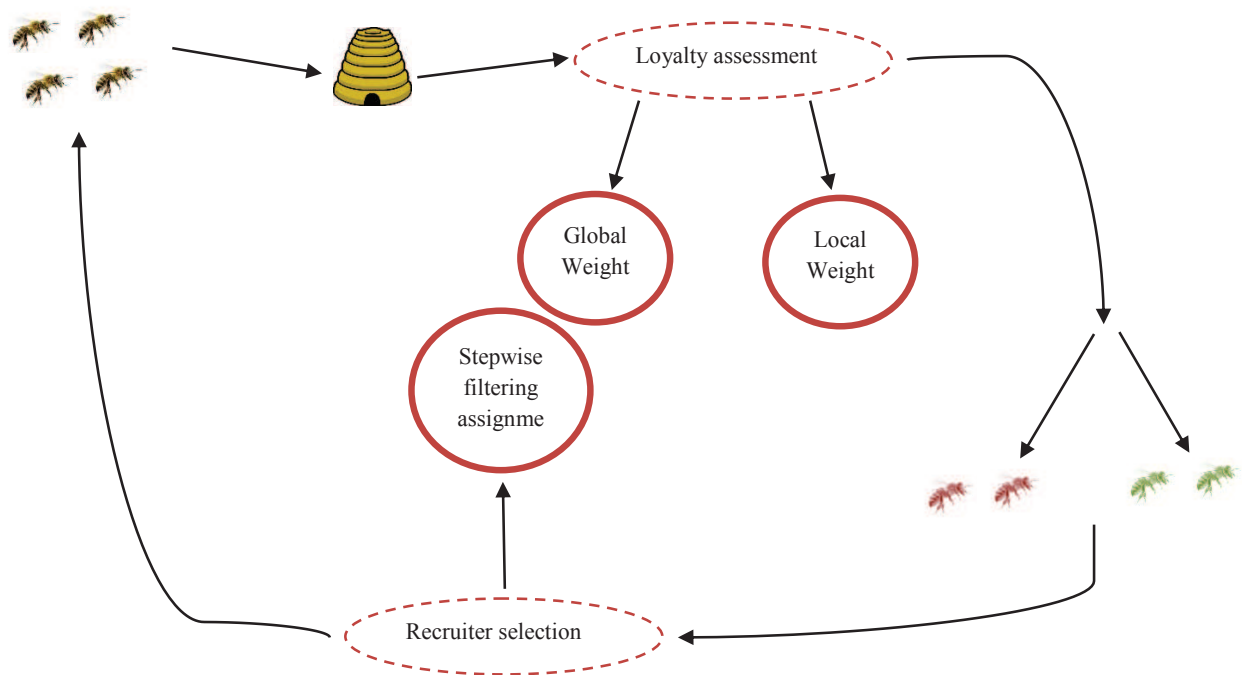 Loyalty assessment
Global
Weight
Local
Weight
Stepwise
filtering
assignme
Recruiter selection